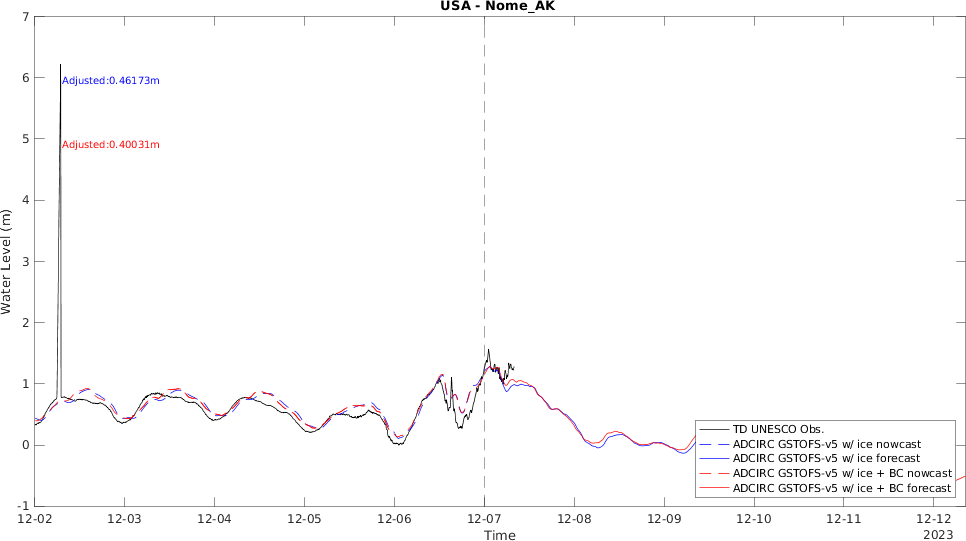 USA - Nome_AK
7
6
5
4
3
2
1
0
-1
Water Level (m)
Adjusted:0.46173m
Adjusted:0.40031m
TD UNESCO Obs.
ADCIRC GSTOFS-v5 w/ ice nowcast
ADCIRC GSTOFS-v5 w/ ice forecast
ADCIRC GSTOFS-v5 w/ ice + BC nowcast
ADCIRC GSTOFS-v5 w/ ice + BC forecast
12-02 12-03 12-04 12-05 12-06 12-07 12-08 12-09 12-10 12-11 12-12
Time
2023